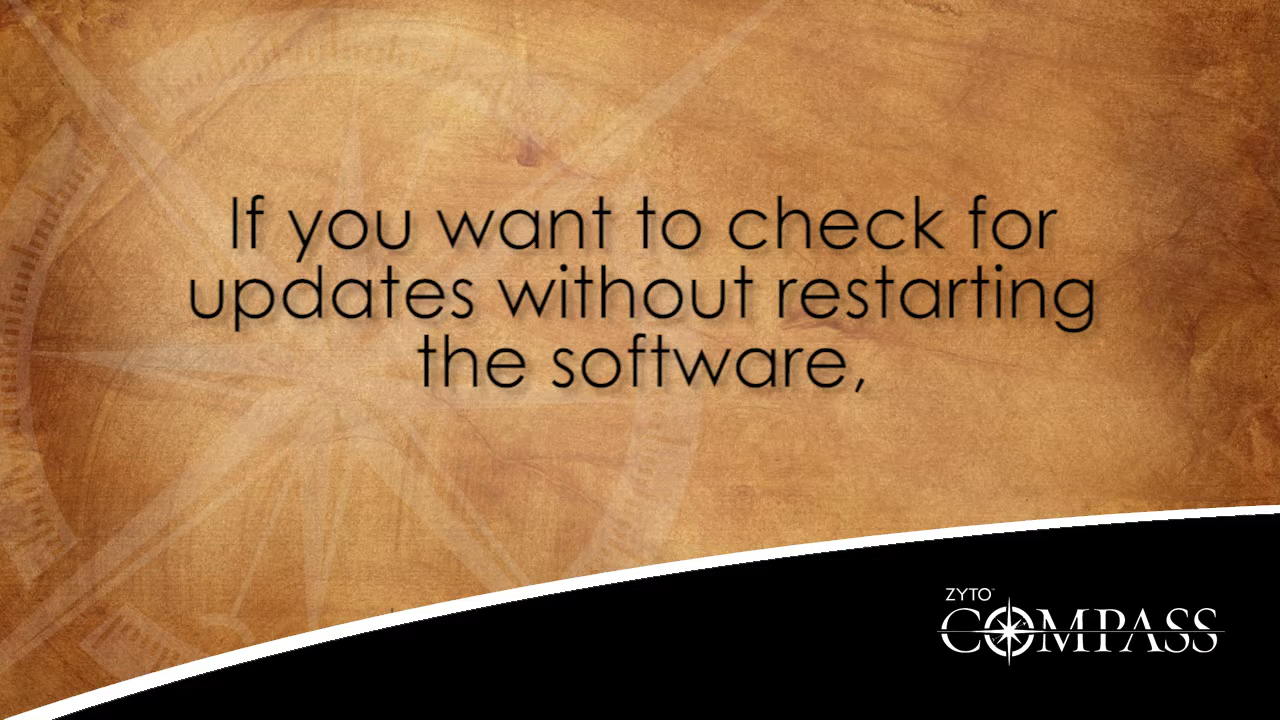 If you want to check for
updates without restarting
the software,
ZYTO
COMPASS